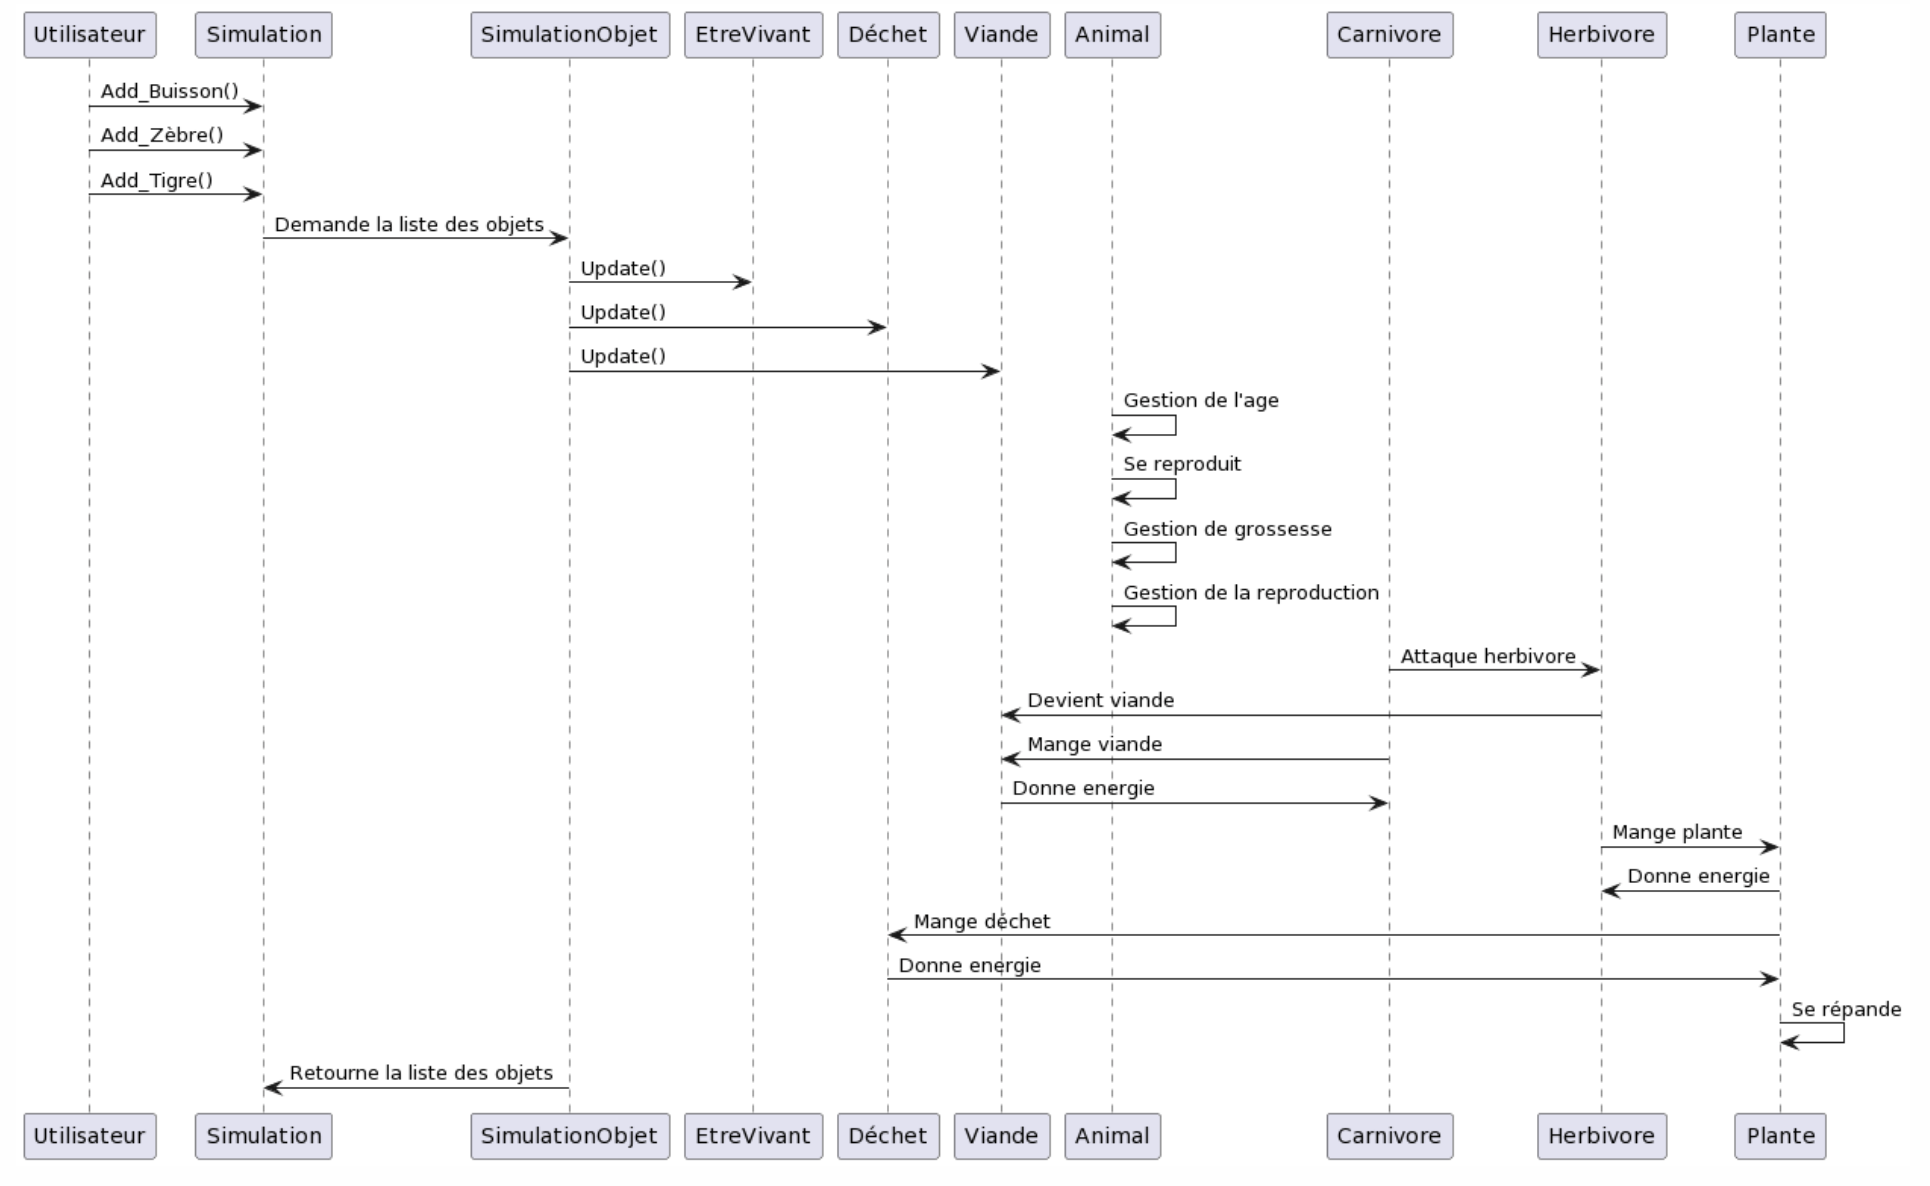 Utilisateur
Simulation
SimulationObjet
EtreVivant
Déchet
Viande
Animal
Carnivore
Herbivore
Plante
Add_Buisson()
Add_Zèbre()
Add_Tigre()
Demande la liste des objets
Update()
Update()
Update()
Gestion de l'age
Se reproduit
Gestion de grossesse
Gestion de la reproduction
Attaque herbivore
Devient viande
Mange viande
Donne energie
Mange plante
Donne energie
Mange déchet
Donne energie
Se répande
Retourne la liste des objets
Utilisateur
Simulation
SimulationObjet
EtreVivant
Déchet
Viande
Animal
Carnivore
Herbivore
Plante